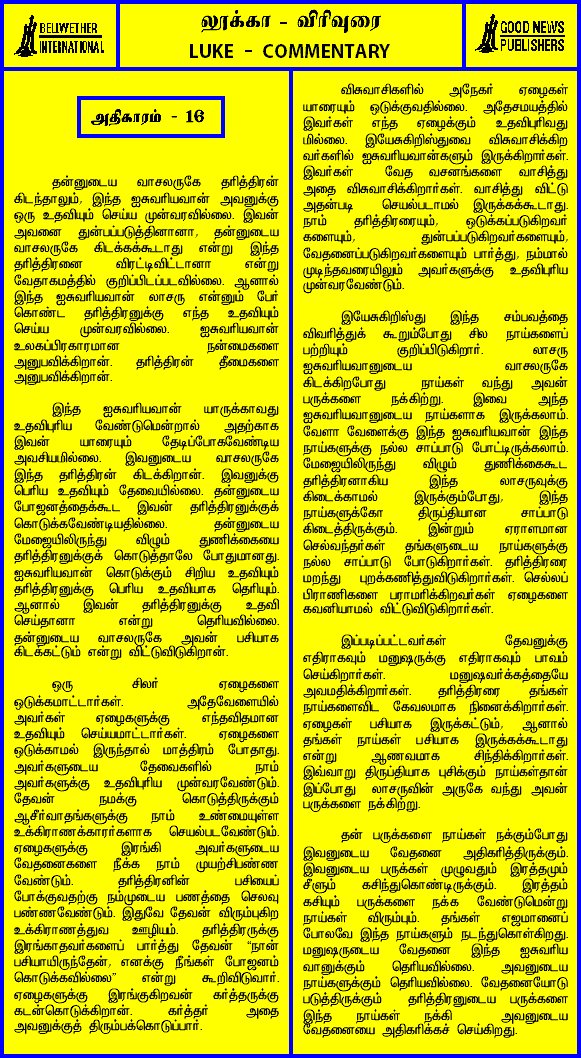 BELWETHER
INTERNATIONAL
லூக்கா - விரிவுரை
LUKE - COMMENTARY
GOOD NEWS
PUBLISHERS
அதிகாரம் - 16
தன்னுடைய வாசலருகே தரித்திரன்
கிடந்தாலும், இந்த ஐசுவரியவான் அவனுக்கு
ஒரு உதவியும் செய்ய முன்வரவில்லை. இவன்
அவனை துன்பப்படுத்தினானா, தன்னுடைய
வாசலருகே கிடக்கக்கூடாது என்று இந்த
தரித்திரனை விரட்டிவிட்டானா என்று
வேதாகமத்தில் குறிப்பிடப்படவில்லை. ஆனால்
இந்த ஐசுவரியவான் லாசரு என்னும் பேர்
கொண்ட தரித்திரனுக்கு எந்த உதவியும்
செய்ய முன்வரவில்லை. ஐசுவரியவான்
உலகப்பிரகாரமான நன்மைகளை
அனுபவிக்கிறான். தரித்திரன் தீமைகளை
அனுபவிக்கிறான்.
இந்த ஐசுவரியவான் யாருக்காவது
உதவிபுரிய வேண்டுமென்றால் அதற்காக
இவன் யாரையும் தேடிப்போகவேண்டிய
அவசியமில்லை. இவனுடைய வாசலருகே
இந்த தரித்திரன் கிடக்கிறான். இவனுக்கு
பெரிய உதவியும் தேவையில்லை. தன்னுடைய
போஜனத்தைக்கூட இவன் தரித்திரனுக்குக்
கொடுக்கவேண்டியதில்லை. தன்னுடைய
மேஜையிலிருந்து விழும் துணிக்கையை
தரித்திரனுக்குக் கொடுத்தாலே போதுமானது.
ஐசுவரியவான் கொடுக்கும் சிறிய உதவியும்
தரித்திரனுக்கு பெரிய உதவியாக தெரியும்.
ஆனால் இவன் தரித்திரனுக்கு உதவி
செய்தானா என்று தெரியவில்லை.
தன்னுடைய வாசலருகே அவன் பசியாக
கிடக்கட்டும் என்று விட்டுவிடுகிறான்.
ஒரு சிலர் ஏழைகளை
ஒடுக்கமாட்டார்கள். அதேவேளையில்
அவர்கள் ஏழைகளுக்கு எந்தவிதமான
உதவியும் செய்யமாட்டார்கள். ஏழைகளை
ஒடுக்காமல் இருந்தால் மாத்திரம் போதாது.
அவர்களுடைய தேவைகளில் நாம்
அவர்களுக்கு உதவிபுரிய முன்வரவேண்டும்.
தேவன் நமக்கு கொடுத்திருக்கும்
ஆசீர்வாதங்களுக்கு நாம் உண்மையுள்ள
உக்கிராணக்காரர்களாக செயல்படவேண்டும்.
ஏழைகளுக்கு இரங்கி அவர்களுடைய
வேதனைகளை நீக்க நாம் முயற்சிபண்ண
வேண்டும். தரித்திரனின் பசியைப்
போக்குவதற்கு நம்முடைய பணத்தை செலவு
பண்ணவேண்டும். இதுவே தேவன் விரும்புகிற
உக்கிராணத்துவ ஊழியம். தரித்திரருக்கு
இரங்காதவர்களைப் பார்த்து தேவன் “நான்
பசியாயிருந்தேன், எனக்கு நீங்கள் போஜனம்
கொடுக்கவில்லை” என்று கூறிவிடுவார்.
ஏழைகளுக்கு இரங்குகிறவன் கர்த்தருக்கு
கடன்கொடுக்கிறான். கர்த்தர் அதை
அவனுக்குத் திரும்பக்கொடுப்பார்.
விசுவாசிகளில் அநேகர் ஏழைகள்
யாரையும் ஒடுக்குவதில்லை. அதேசமயத்தில்
இவர்கள் எந்த ஏழைக்கும் உதவிபுரிவது
மில்லை. இயேசுகிறிஸ்துவை விசுவாசிக்கிற
வர்களில் ஐசுவரியவான்களும் இருக்கிறார்கள்.
இவர்கள் வேத வசனங்களை வாசித்து
அதை விசுவாசிக்கிறார்கள். வாசித்து விட்டு
அதன்படி செயல்படாமல் இருக்கக்கூடாது.
நாம் தரித்திரரையும், ஒடுக்கப்படுகிறவர்
களையும், துன்பப்படுகிறவர்களையும்,
வேதனைப்படுகிறவர்களையும் பார்த்து, நம்மால்
முடிந்தவரையிலும் அவர்களுக்கு உதவிபுரிய
முன்வரவேண்டும்.
இயேசுகிறிஸ்து இந்த சம்பவத்தை
விவரித்துக் கூறும்போது சில நாய்களைப்
பற்றியும் குறிப்பிடுகிறார். லாசரு
ஐசுவரியவானுடைய வாசலருகே
கிடக்கிறபோது நாய்கள் வந்து அவன்
பருக்களை நக்கிற்று. இவை அந்த
ஐசுவரியவானுடைய நாய்களாக இருக்கலாம்.
வேளா வேளைக்கு இந்த ஐசுவரியவான் இந்த
நாய்களுக்கு நல்ல சாப்பாடு போட்டிருக்கலாம்.
மேஜையிலிருந்து விழும் துணிக்கைகூட
தரித்திரனாகிய இந்த லாசருவுக்கு
கிடைக்காமல் இருக்கும்போது, இந்த
நாய்களுக்கோ திருப்தியான சாப்பாடு
கிடைத்திருக்கும். இன்றும் ஏராளமான
செல்வந்தர்கள் தங்களுடைய நாய்களுக்கு
நல்ல சாப்பாடு போடுகிறார்கள். தரித்திரரை
மறந்து புறக்கணித்துவிடுகிறார்கள். செல்லப்
பிராணிகளை பராமரிக்கிறவர்கள் ஏழைகளை
கவனியாமல் விட்டுவிடுகிறார்கள்.
இப்படிப்பட்டவர்கள் தேவனுக்கு
எதிராகவும் மனுஷருக்கு எதிராகவும் பாவம்
செய்கிறார்கள். மனுஷவர்க்கத்தையே
அவமதிக்கிறார்கள். தரித்திரரை தங்கள்
நாய்களைவிட கேவலமாக நினைக்கிறார்கள்.
ஏழைகள் பசியாக இருக்கட்டும், ஆனால்
தங்கள் நாய்கள் பசியாக இருக்கக்கூடாது
என்று ஆணவமாக சிந்திக்கிறார்கள்.
இவ்வாறு திருப்தியாக புசிக்கும் நாய்கள்தான்
இப்போது லாசருவின் அருகே வந்து அவன்
பருக்களை நக்கிற்று.
தன் பருக்களை நாய்கள் நக்கும்போது
இவனுடைய வேதனை அதிகரித்திருக்கும்.
இவனுடைய பருக்கள் முழுவதும் இரத்தமும்
சீளும் கசிந்துகொண்டிருக்கும். இரத்தம்
கசியும் பருக்களை நக்க வேண்டுமென்று
நாய்கள் விரும்பும். தங்கள் எஜமானைப்
போலவே இந்த நாய்களும் நடந்துகொள்கிறது.
மனுஷருடைய வேதனை இந்த ஐசுவரிய
வானுக்கும் தெரியவில்லை. அவனுடைய
நாய்களுக்கும் தெரியவில்லை. வேதனையோடு
படுத்திருக்கும் தரித்திரனுடைய பருக்களை
இந்த நாய்கள் நக்கி அவனுடைய
வேதனையை அதிகரிக்கச் செய்கிறது.